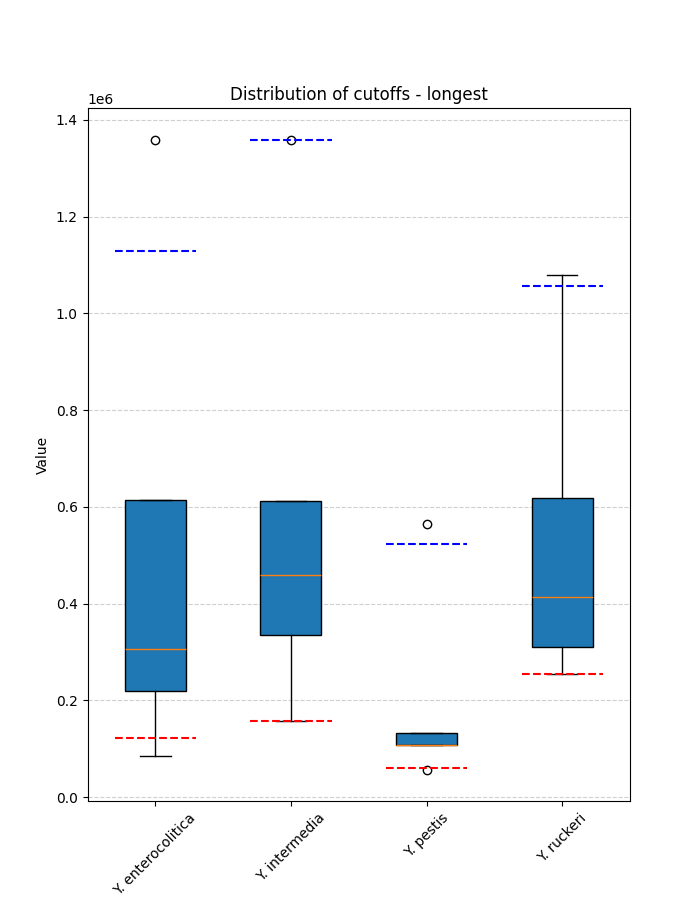 Distribution of cutoffs - longest
1e6
1.4
1.2
1.0
0.8
0.6
0.4
0.2
0.0
Value
Y. enterocolitica
Y. intermedia
Y. pestis
Y. ruckeri